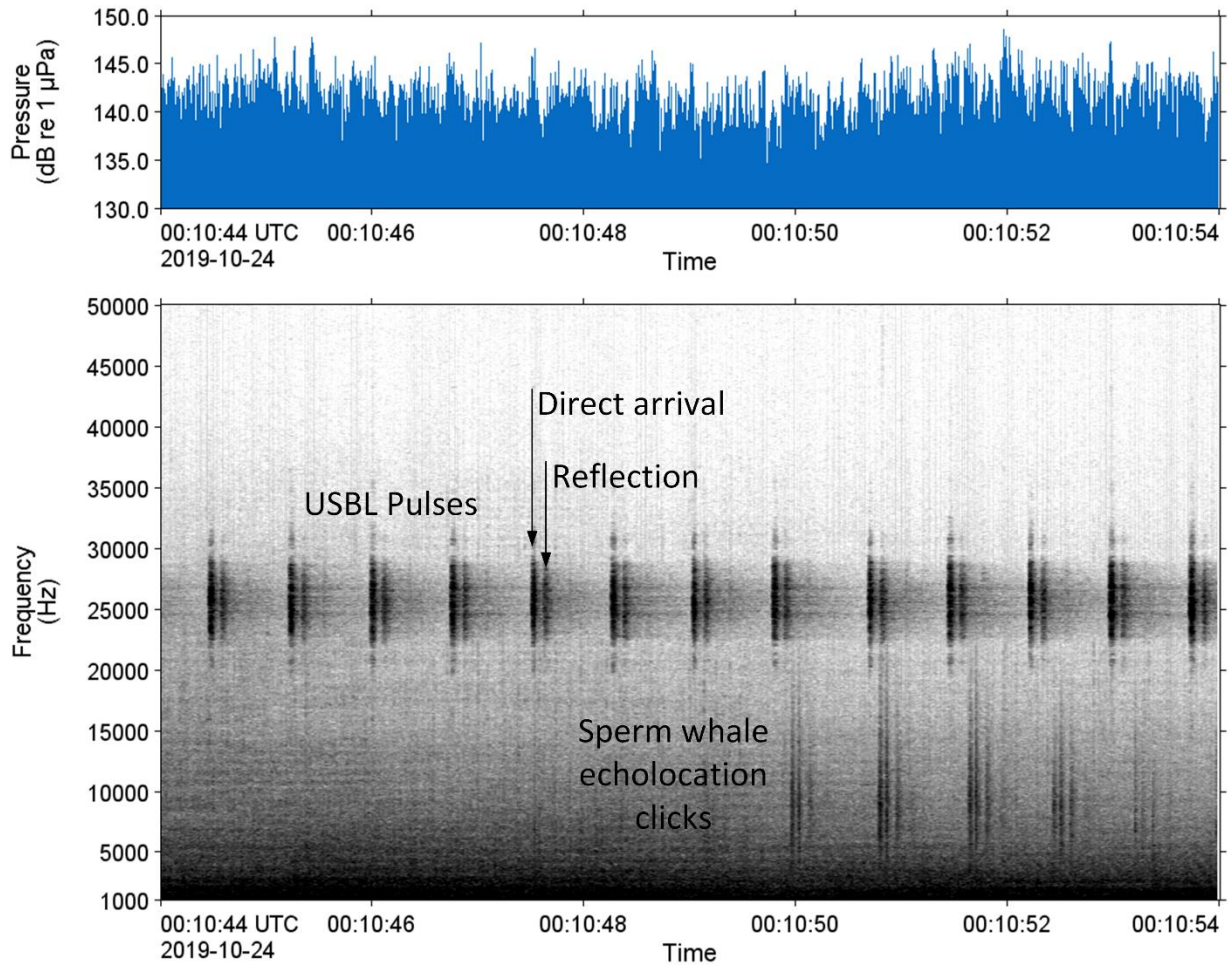 150.0
145.0
140.0
135.0
130.0
Pressure
(dB re 1 µPa)
00:10:44 UTC 00:10:46 00:10:48 00:10:50 00:10:52 00:10:54
2019-10-24
Time
50000
45000
40000
35000
30000
25000
20000
15000
10000
5000
1000
Frequency
(Hz)
Direct arrival
Reflection
USBL Pulses
Sperm whale
echolocation
clicks
00:10:44 UTC 00:10:46 00:10:48 00:10:50 00:10:52 00:10:54
2019-10-24
Time